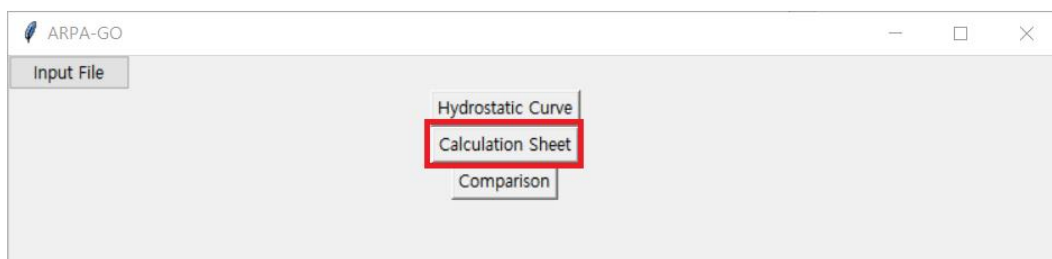 ARPA-GO
Input File
Hydrostatic Curve
Calculation Sheet
Comparison